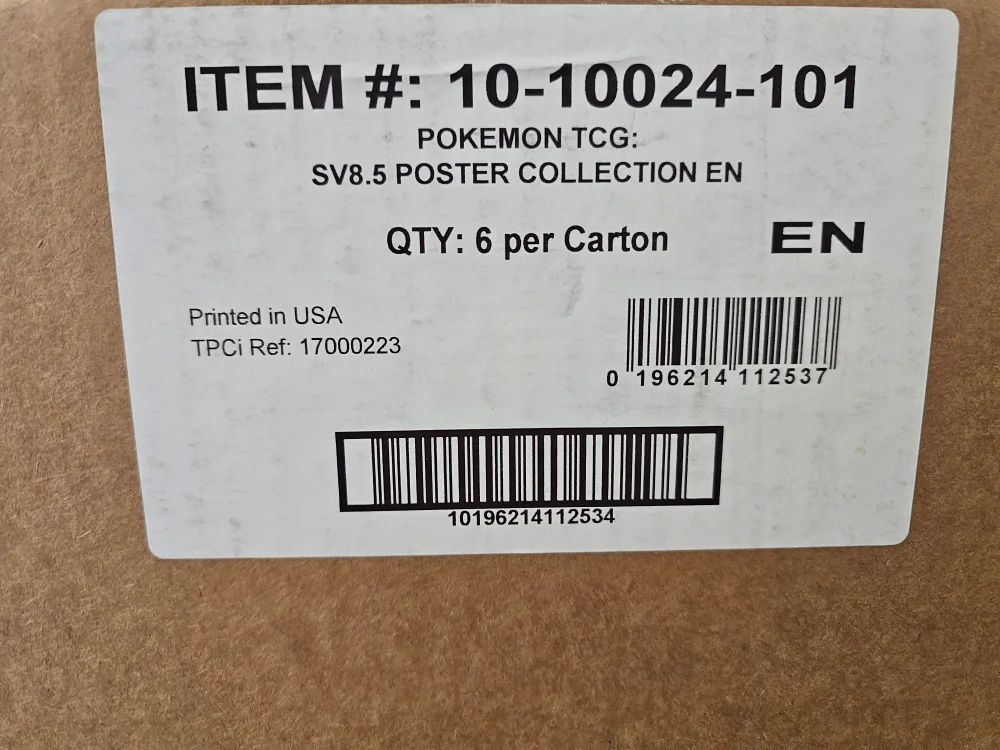 ITEM #: 10-10024-101
POKEMON TCG:
SV8.5 POSTER COLLECTION EN
QTY: 6 per Carton
EN
Printed in USA
TPCi Ref: 17000223
0 196214 112537
10196214112534